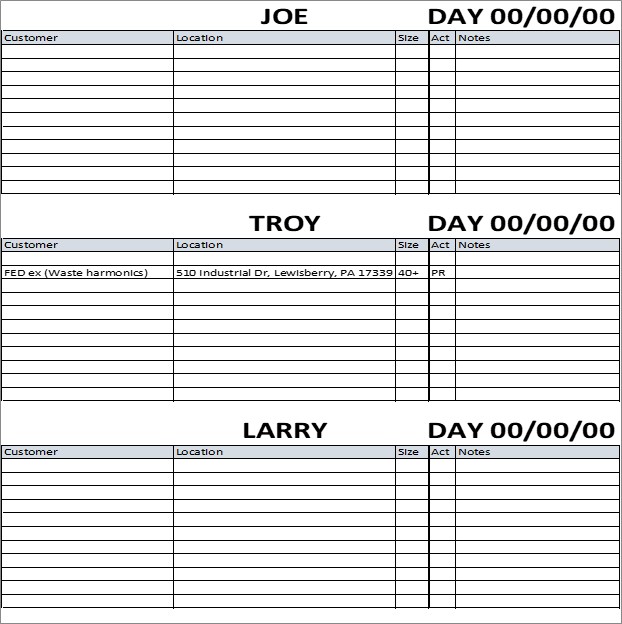 JOE DAY 00/00/00
Customer Location Size Act Notes
TROY DAY 00/00/00
Customer Location Size Act Notes
FED ex (Waste harmonics) 510 Industrial Dr, Lewisberry, PA 17339 40+ PR
LARRY DAY 00/00/00
Customer Location Size Act Notes